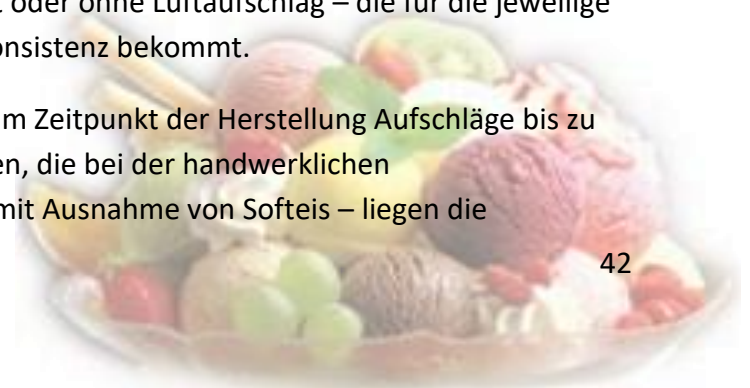 oder ohne Luftaufschlag – die für die jeweilige
onsistenz bekommt.
m Zeitpunkt der Herstellung Aufschläge bis zu
en, die bei der handwerklichen
mit Ausnahme von Softeis – liegen die
42